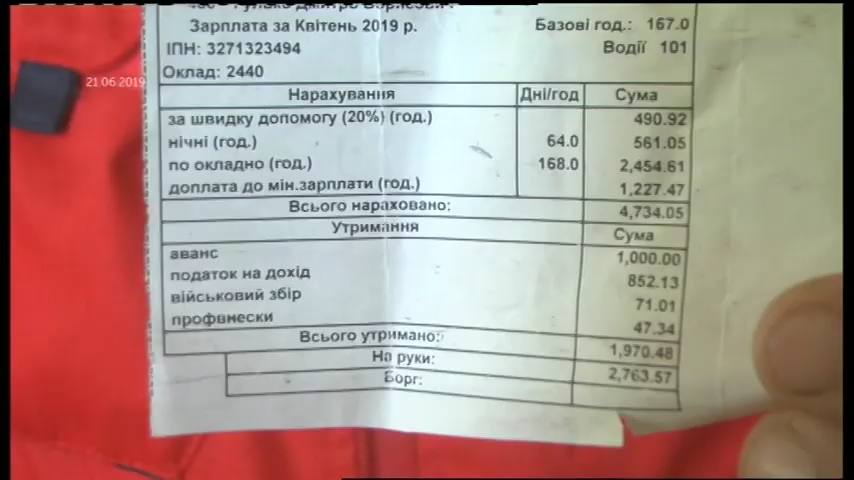 Зарплата за Квітень 2019 р. Базові год.: 167.0
ІПН: 3271323494 Водії 101
Оклад: 2440
21.06.2019
Нарахування Дні/год Сума
за швидку допомогу (20%) (год.) 490.92
нічні (год.) 64.0 561.05
по окладно (год.) 168.0 2,454.61
доплата до мін.зарплати (год.) 1,227.47
Всього нараховано: 4,734.05
Утримання Сума
аванс 1,000.00
податок на дохід 852.13
військовий збір 71.01
профвнески 47.34
Всього утримано: 1,970.48
На руки: 2,763.57
Борг: